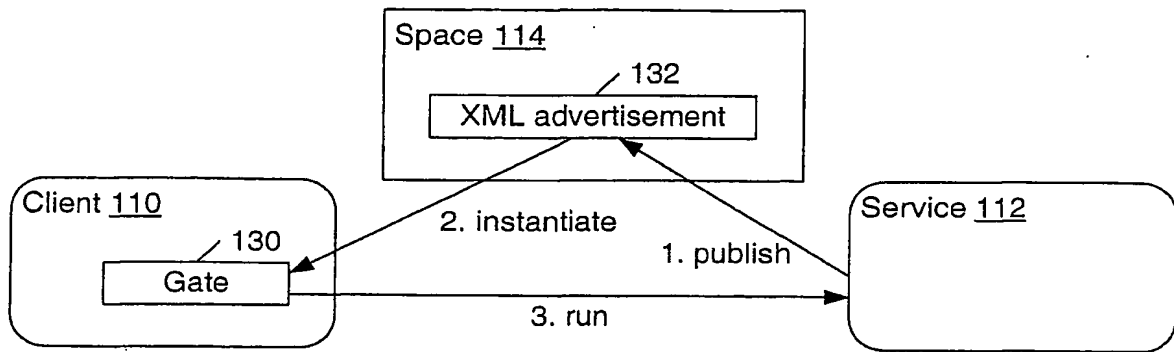 Space 114
132
XML advertisement
Client 110
2. instantiate
Service 112
130
1. publish
Gate
3. run